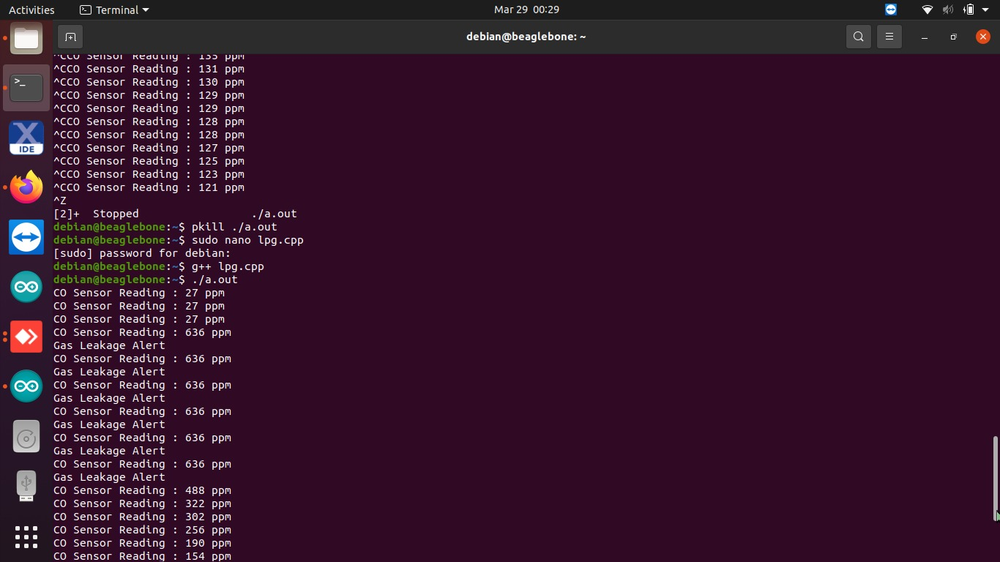 Activities
Terminal
Mar 29 00:29
debian@beaglebone: ~
^CCO Sensor Reading : 135 ppm
^CCO Sensor Reading : 131 ppm
^CCO Sensor Reading : 130 ppm
^CCO Sensor Reading : 129 ppm
^CCO Sensor Reading : 129 ppm
^CCO Sensor Reading : 128 ppm
^CCO Sensor Reading : 128 ppm
^CCO Sensor Reading : 127 ppm
^CCO Sensor Reading : 125 ppm
^CCO Sensor Reading : 123 ppm
^CCO Sensor Reading : 121 ppm
^Z
[2]+  Stopped                 ./a.out
debian@beaglebone:~$ pkill ./a.out
debian@beaglebone:~$ sudo nano lpg.cpp
[sudo] password for debian:
debian@beaglebone:~$ g++ lpg.cpp
debian@beaglebone:~$ ./a.out
CO Sensor Reading : 27 ppm
CO Sensor Reading : 27 ppm
CO Sensor Reading : 27 ppm
CO Sensor Reading : 636 ppm
Gas Leakage Alert
CO Sensor Reading : 636 ppm
Gas Leakage Alert
CO Sensor Reading : 636 ppm
Gas Leakage Alert
CO Sensor Reading : 636 ppm
Gas Leakage Alert
CO Sensor Reading : 636 ppm
Gas Leakage Alert
CO Sensor Reading : 636 ppm
Gas Leakage Alert
CO Sensor Reading : 488 ppm
CO Sensor Reading : 322 ppm
CO Sensor Reading : 302 ppm
CO Sensor Reading : 256 ppm
CO Sensor Reading : 190 ppm
CO Sensor Reading : 154 ppm
>_
X
IDE